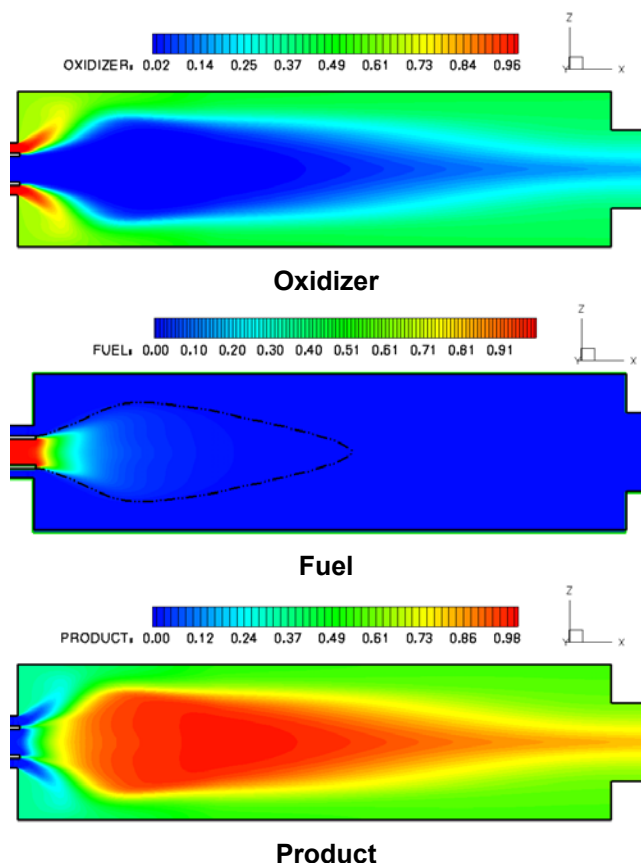 Z
OXIDIZER: 0.02 0.14 0.25 0.37 0.49 0.61 0.73 0.84 0.96
Y X
Oxidizer
Z
FUEL: 0.00 0.10 0.20 0.30 0.40 0.51 0.61 0.71 0.81 0.91
Y X
Fuel
Z
PRODUCT: 0.00 0.12 0.24 0.37 0.49 0.61 0.73 0.86 0.98
Y X
Product